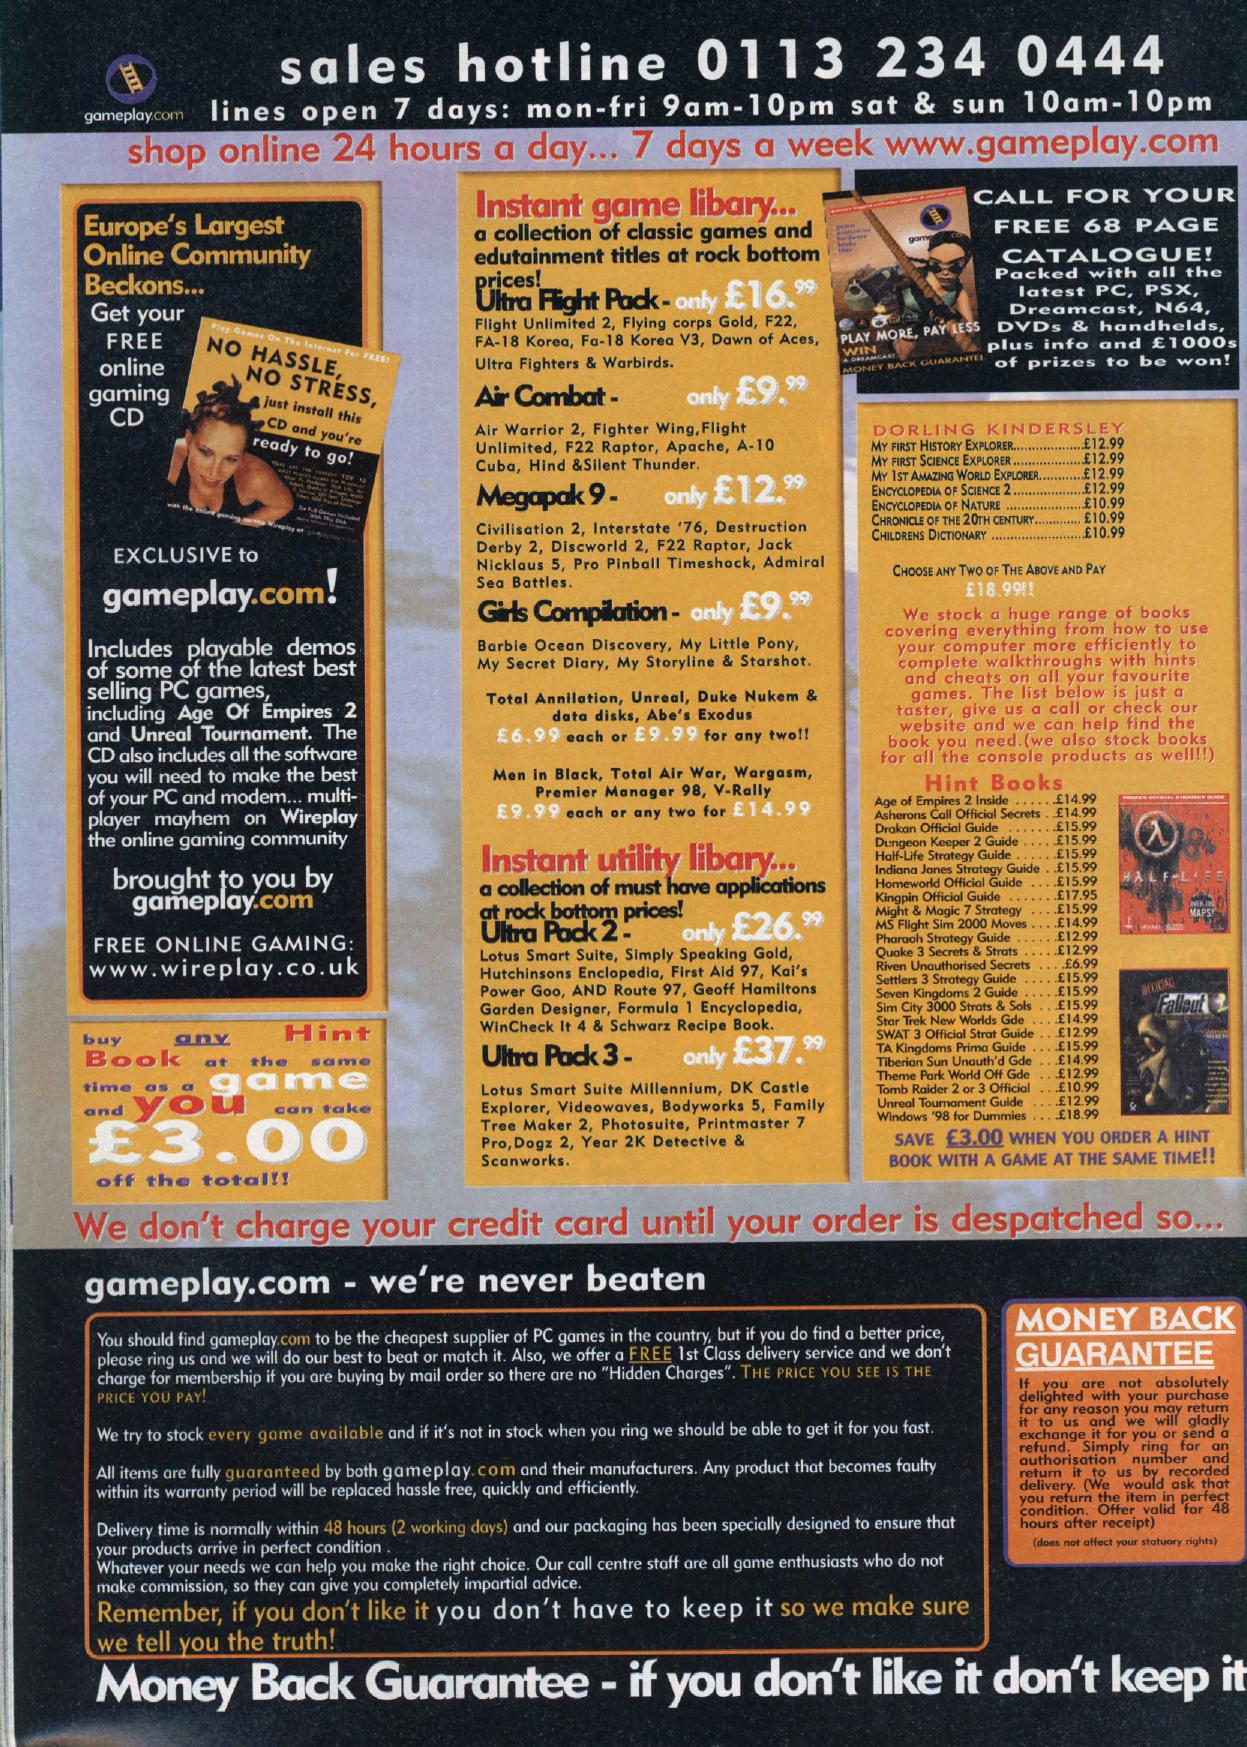 sales hotline 0113 234 0444
gameplay.com
lines open 7 days: mon-fri 9am-10pm sat & sun 10am-10pm
shop online 24 hours a day... 7 days a week www.gameplay.com
Europe's Largest
Online Community
Beckons...
Get your
FREE
online
gaming
CD
Play Games On The Internet For FREE!
NO HASSLE,
NO STRESS,
just install this
CD and you're
ready to go!
with the online gaming service Wireplay at
EXCLUSIVE to
gameplay.com!
Includes playable demos
of some of the latest best
selling PC games,
including Age Of Empires 2
and Unreal Tournament. The
CD also includes all the software
you will need to make the best
of your PC and modem... multi-
player mayhem on Wireplay
the online gaming community
brought to you by
gameplay.com
FREE ONLINE GAMING:
www.wireplay.co.uk
buy any Hint
Book at the same
time as a game
and you can take
£3.00
off the total!!
Instant game libary...
a collection of classic games and
edutainment titles at rock bottom
prices!
Ultra Flight Pack - only £16.99
Flight Unlimited 2, Flying corps Gold, F22,
FA-18 Korea, Fa-18 Korea V3, Dawn of Aces,
Ultra Fighters & Warbirds.
Air Combat - only £9.99
Air Warrior 2, Fighter Wing,Flight
Unlimited, F22 Raptor, Apache, A-10
Cuba, Hind &Silent Thunder.
Megapak 9 - only £12.99
Civilisation 2, Interstate '76, Destruction
Derby 2, Discworld 2, F22 Raptor, Jack
Nicklaus 5, Pro Pinball Timeshock, Admiral
Sea Battles.
Girls Compilation - only £9.99
Barbie Ocean Discovery, My Little Pony,
My Secret Diary, My Storyline & Starshot.
Total Annilation, Unreal, Duke Nukem &
data disks, Abe's Exodus
£6.99 each or £9.99 for any two!!
Men in Black, Total Air War, Wargasm,
Premier Manager 98, V-Rally
£9.99 each or any two for £14.99
Instant utility libary...
a collection of must have applications
at rock bottom prices!
Ultra Pack 2 - only £26.99
Lotus Smart Suite, Simply Speaking Gold,
Hutchinsons Enclopedia, First Aid 97, Kai's
Power Goo, AND Route 97, Geoff Hamiltons
Garden Designer, Formula 1 Encyclopedia,
WinCheck It 4 & Schwarz Recipe Book.
Ultra Pack 3 - only £37.99
Lotus Smart Suite Millennium, DK Castle
Explorer, Videowaves, Bodyworks 5, Family
Tree Maker 2, Photosuite, Printmaster 7
Pro,Dogz 2, Year 2K Detective &
Scanworks.
PLAY MORE, PAY LESS
WIN
A DREAMCAST
MONEY BACK GUARANTEE
CALL FOR YOUR
FREE 68 PAGE
CATALOGUE!
Packed with all the
latest PC, PSX,
Dreamcast, N64,
DVDs & handhelds,
plus info and £1000s
of prizes to be won!
DORLING KINDERSLEY
MY FIRST HISTORY EXPLORER................£12.99
MY FIRST SCIENCE EXPLORER................£12.99
MY 1ST AMAZING WORLD EXPLORER..........£12.99
ENCYCLOPEDIA OF SCIENCE 2.................£12.99
ENCYCLOPEDIA OF NATURE ...................£10.99
CHRONICLE OF THE 20TH CENTURY............£10.99
CHILDRENS DICTIONARY ......................£10.99
CHOOSE ANY TWO OF THE ABOVE AND PAY
£18.99!!
We stock a huge range of books
covering everything from how to use
your computer more efficiently to
complete walkthroughs with hints
and cheats on all your favourite
games. The list below is just a
taster, give us a call or check our
website and we can help find the
book you need.(we also stock books
for all the console products as well!!)
Hint Books
Age of Empires 2 Inside ......£14.99
Asherons Call Official Secrets ..£14.99
Drakan Official Guide .......£15.99
Dungeon Keeper 2 Guide .....£15.99
Half-Life Strategy Guide ......£15.99
Indiana Jones Strategy Guide ..£15.99
Homeworld Official Guide ....£15.99
Kingpin Official Guide .......£17.95
Might & Magic 7 Strategy ....£15.99
MS Flight Sim 2000 Moves ....£14.99
Pharaoh Strategy Guide ......£12.99
Quake 3 Secrets & Strats .....£12.99
Riven Unauthorised Secrets ....£6.99
Settlers 3 Strategy Guide .....£15.99
Seven Kingdoms 2 Guide .....£15.99
Sim City 3000 Strats & Sols ...£15.99
Star Trek New Worlds Gde ....£14.99
SWAT 3 Official Strat Guide ...£12.99
TA Kingdoms Prima Guide ....£15.99
Tiberian Sun Unauth'd Gde ....£14.99
Theme Park World Off Gde ...£12.99
Tomb Raider 2 or 3 Official ...£10.99
Unreal Tournament Guide .....£12.99
Windows '98 for Dummies ....£18.99
PRIMA'S OFFICIAL STRATEGY GUIDE
HALF-LIFE
OVER 100
MAPS!
OFFICIAL
Fallout 2
SAVE £3.00 WHEN YOU ORDER A HINT
BOOK WITH A GAME AT THE SAME TIME!!
We don't charge your credit card until your order is despatched so...
gameplay.com - we're never beaten
You should find gameplay.com to be the cheapest supplier of PC games in the country, but if you do find a better price,
please ring us and we will do our best to beat or match it. Also, we offer a FREE 1st Class delivery service and we don't
charge for membership if you are buying by mail order so there are no "Hidden Charges". THE PRICE YOU SEE IS THE
PRICE YOU PAY!
We try to stock every game available and if it's not in stock when you ring we should be able to get it for you fast.
All items are fully guaranteed by both gameplay.com and their manufacturers. Any product that becomes faulty
within its warranty period will be replaced hassle free, quickly and efficiently.
Delivery time is normally within 48 hours (2 working days) and our packaging has been specially designed to ensure that
your products arrive in perfect condition .
Whatever your needs we can help you make the right choice. Our call centre staff are all game enthusiasts who do not
make commission, so they can give you completely impartial advice.
Remember, if you don't like it you don't have to keep it so we make sure
we tell you the truth!
MONEY BACK
GUARANTEE
If you are not absolutely
delighted with your purchase
for any reason you may return
it to us and we will gladly
exchange it for you or send a
refund. Simply ring for an
authorisation number and
return it to us by recorded
delivery. (We would ask that
you return the item in perfect
condition. Offer valid for 48
hours after receipt)
(does not affect your statuory rights)
Money Back Guarantee - if you don't like it don't keep it